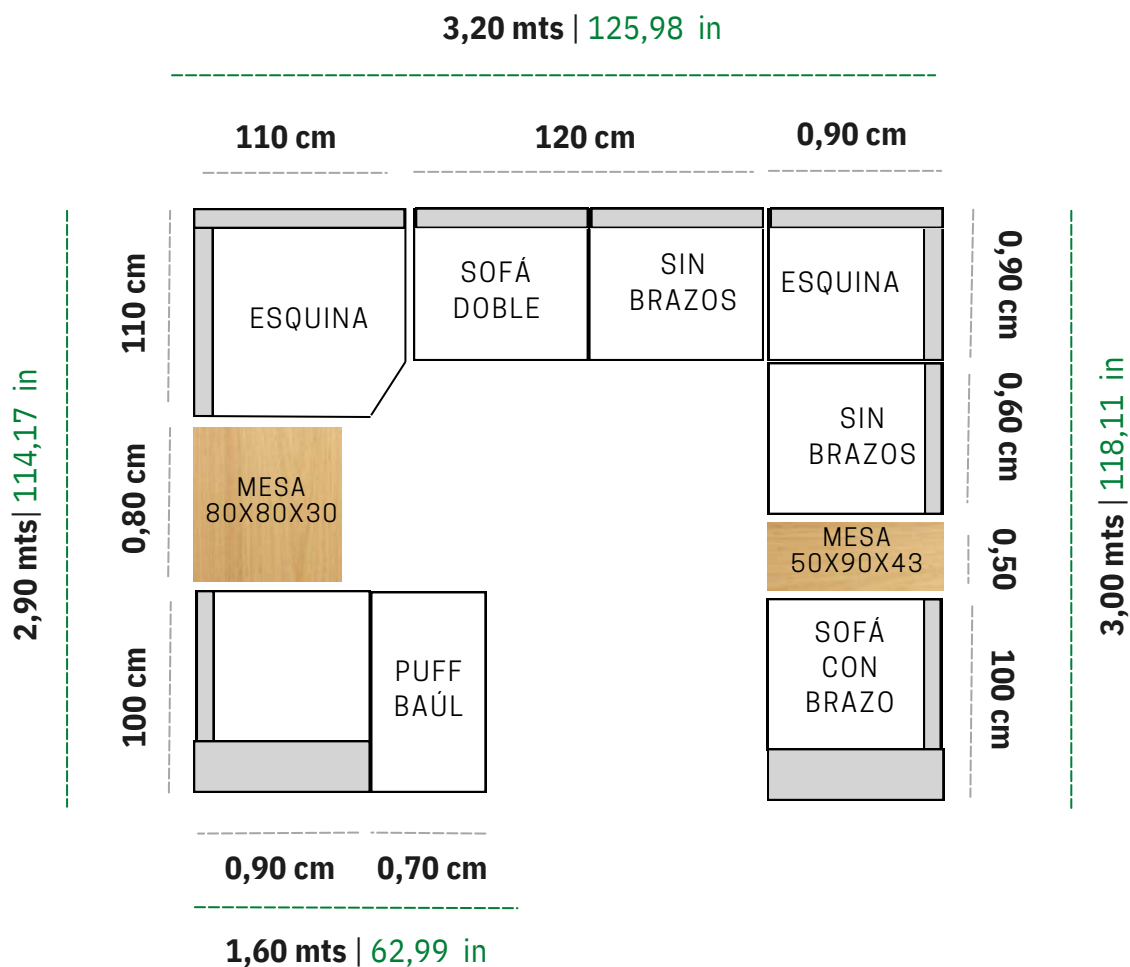 3,20 mts | 125,98 in
110 cm
120 cm
0,90 cm
110 cm
0,80 cm
100 cm
2,90 mts| 114,17 in
ESQUINA
SOFÁ
DOBLE
SIN
BRAZOS
ESQUINA
SIN
BRAZOS
MESA
80X80X30
MESA
50X90X43
PUFF
BAÚL
SOFÁ
CON
BRAZO
0,90 cm
0,60 cm
0,50
100 cm
3,00 mts | 118,11 in
0,90 cm
0,70 cm
1,60 mts | 62,99 in